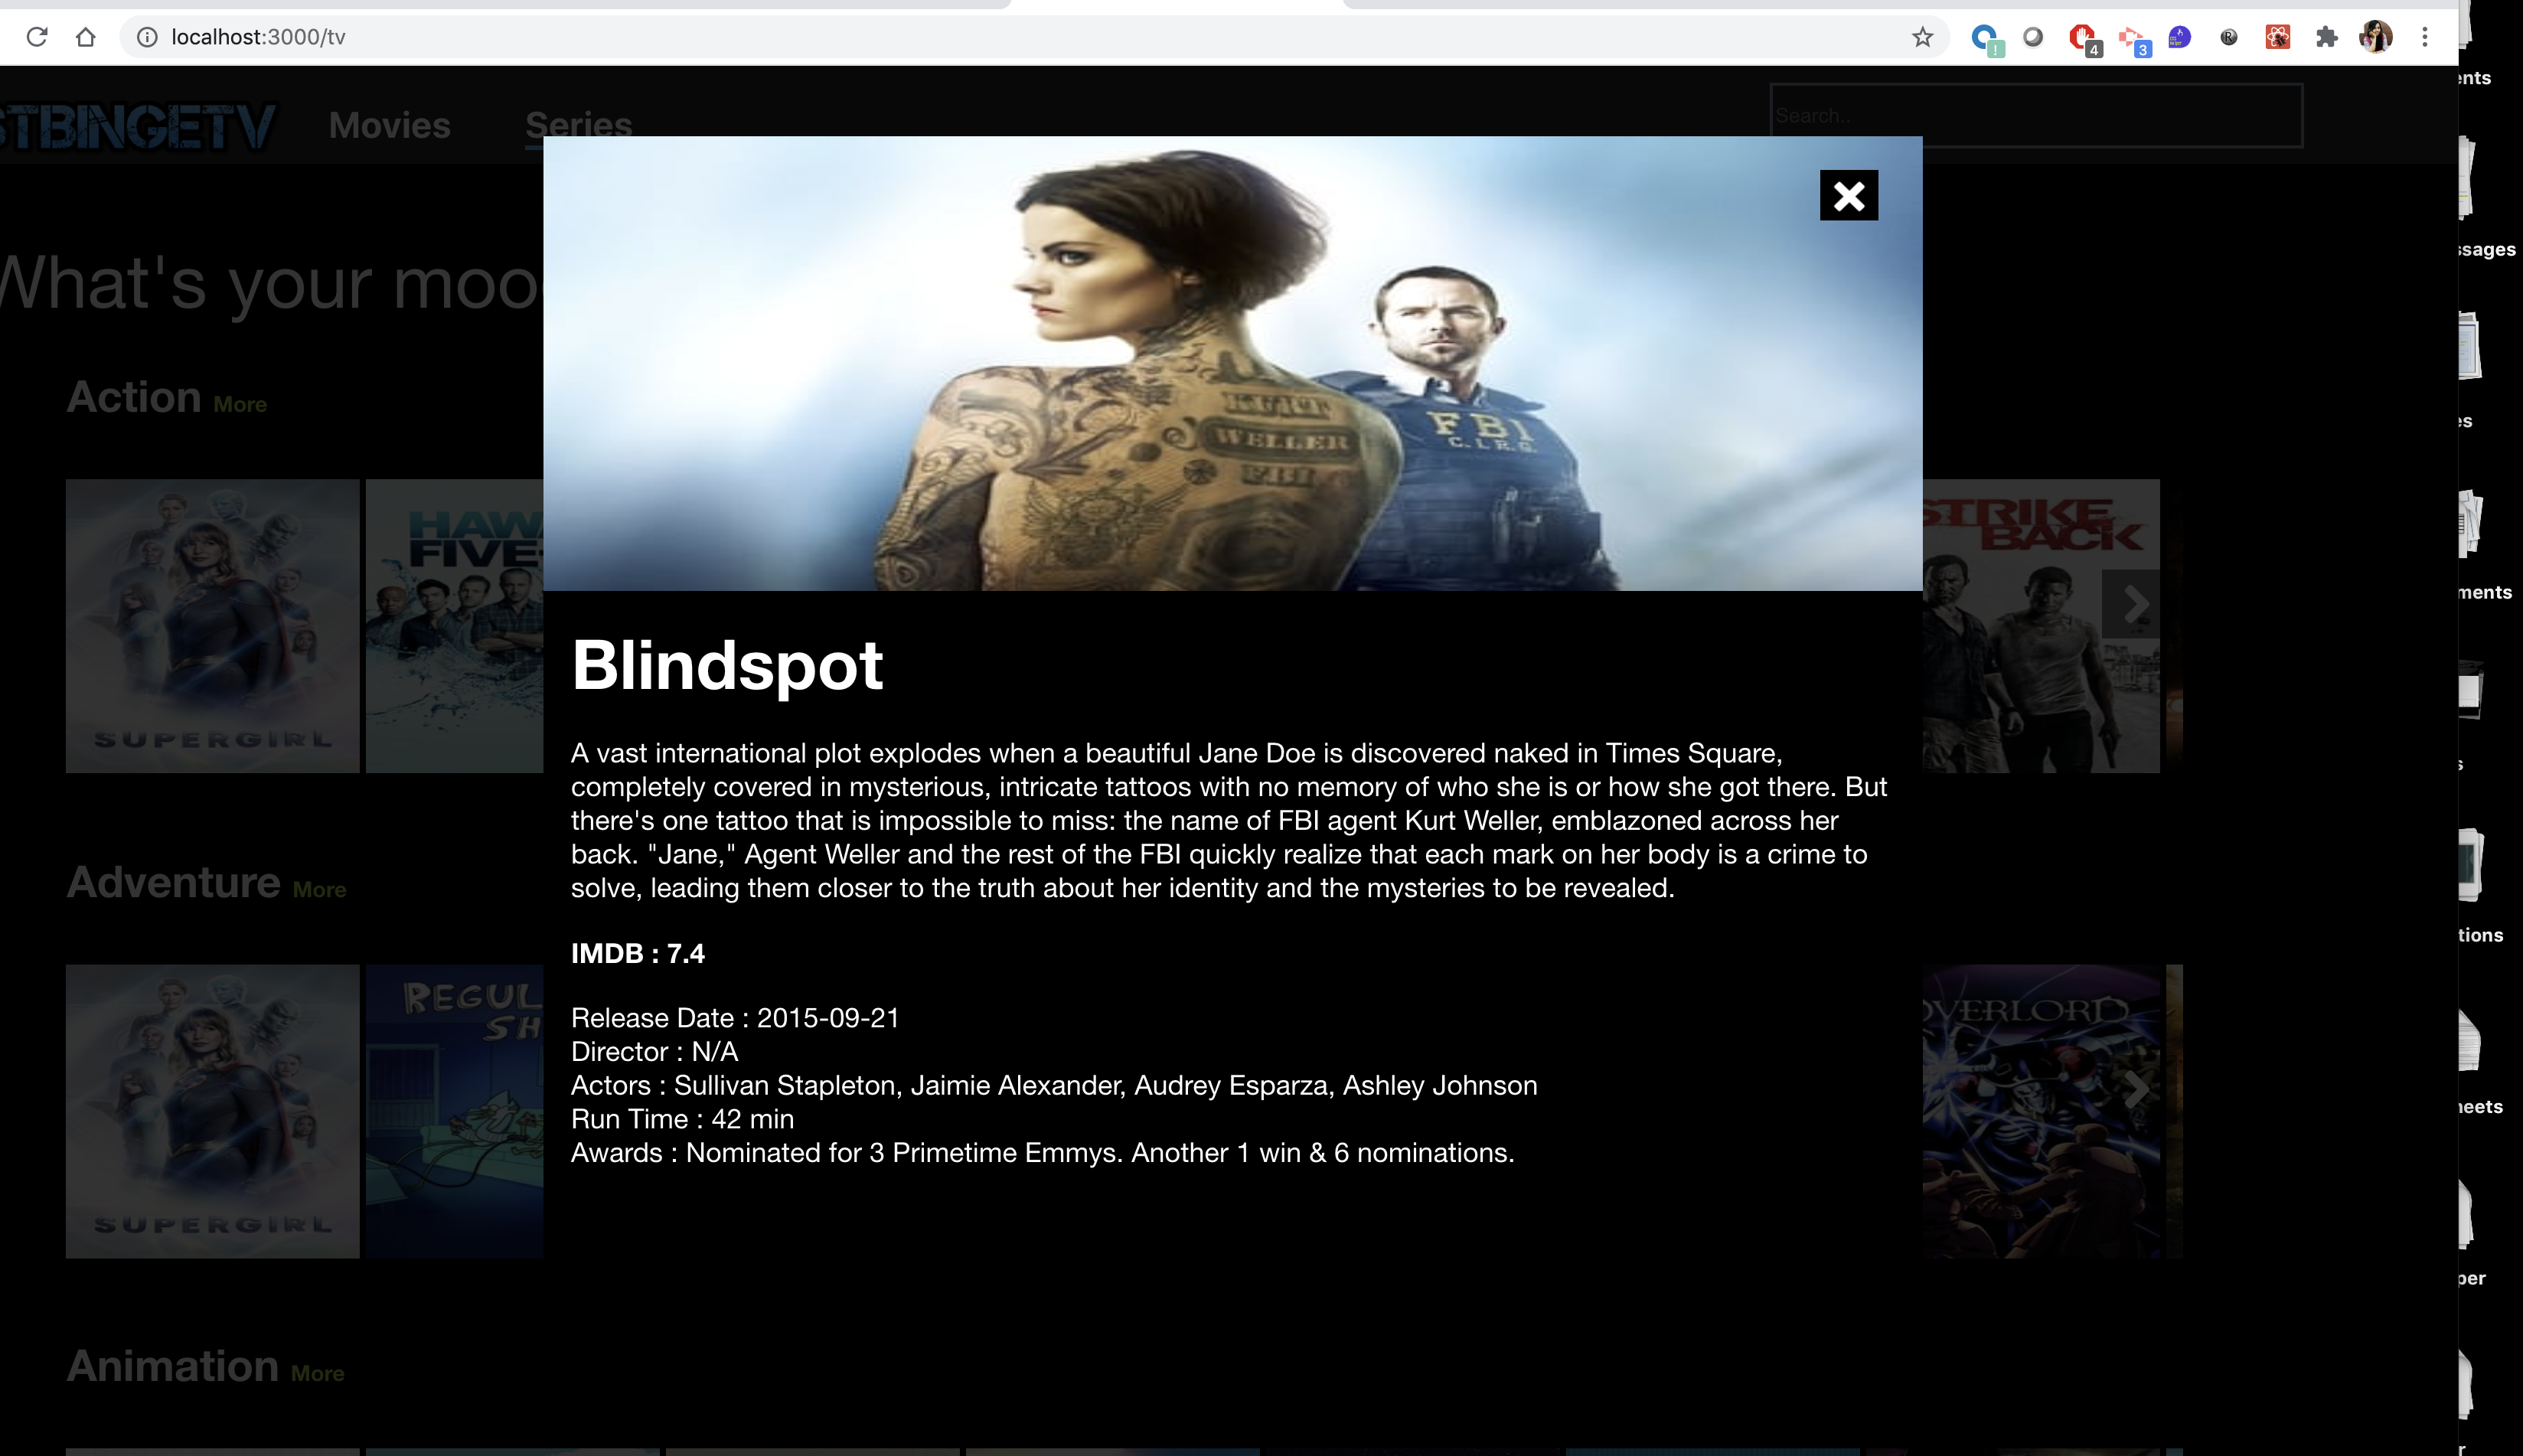 localhost:3000/tv
4
3
R
STBINGETV
Movies
Series
Search..
What's your moo
Action More
HAW
FIVE-
SUPERGIRL
KURT
WELLER
FBI
FBI
C.I.R.G.
STRIKE
BACK
Blindspot
A vast international plot explodes when a beautiful Jane Doe is discovered naked in Times Square,
completely covered in mysterious, intricate tattoos with no memory of who she is or how she got there. But
there's one tattoo that is impossible to miss: the name of FBI agent Kurt Weller, emblazoned across her
back. "Jane," Agent Weller and the rest of the FBI quickly realize that each mark on her body is a crime to
solve, leading them closer to the truth about her identity and the mysteries to be revealed.
IMDB : 7.4
Release Date : 2015-09-21
Director : N/A
Actors : Sullivan Stapleton, Jaimie Alexander, Audrey Esparza, Ashley Johnson
Run Time : 42 min
Awards : Nominated for 3 Primetime Emmys. Another 1 win & 6 nominations.
Adventure More
REGUL
SH
SUPERGIRL
OVERLORD
Animation More
ents
ssages
es
ments
s
tions
heets
per
r